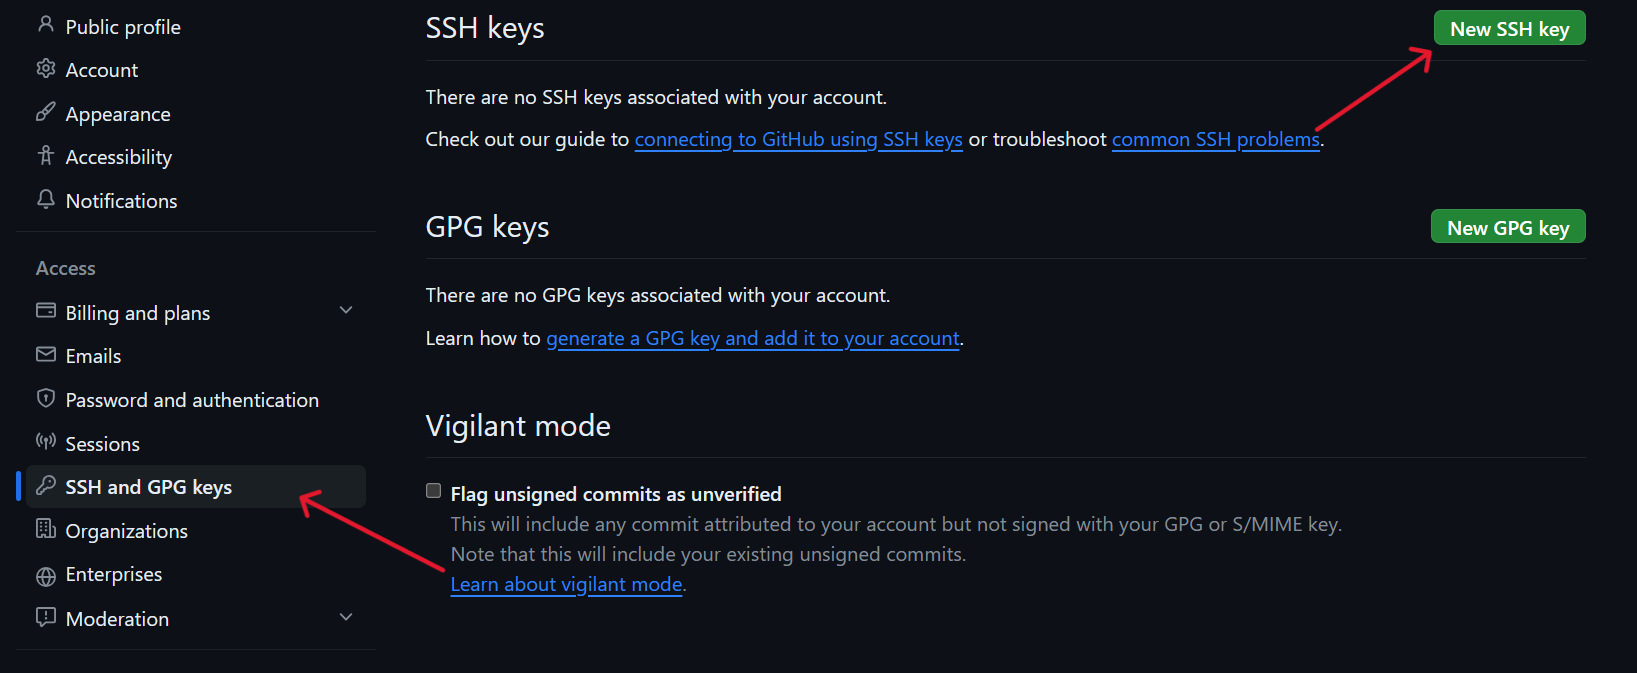 Public profile
Account
Appearance
Accessibility
Notifications
Access
Billing and plans
Emails
Password and authentication
Sessions
SSH and GPG keys
Organizations
Enterprises
Moderation
SSH keys
New SSH key
There are no SSH keys associated with your account.
Check out our guide to connecting to GitHub using SSH keys or troubleshoot common SSH problems.
GPG keys
New GPG key
There are no GPG keys associated with your account.
Learn how to generate a GPG key and add it to your account.
Vigilant mode
Flag unsigned commits as unverified
This will include any commit attributed to your account but not signed with your GPG or S/MIME key.
Note that this will include your existing unsigned commits.
Learn about vigilant mode.